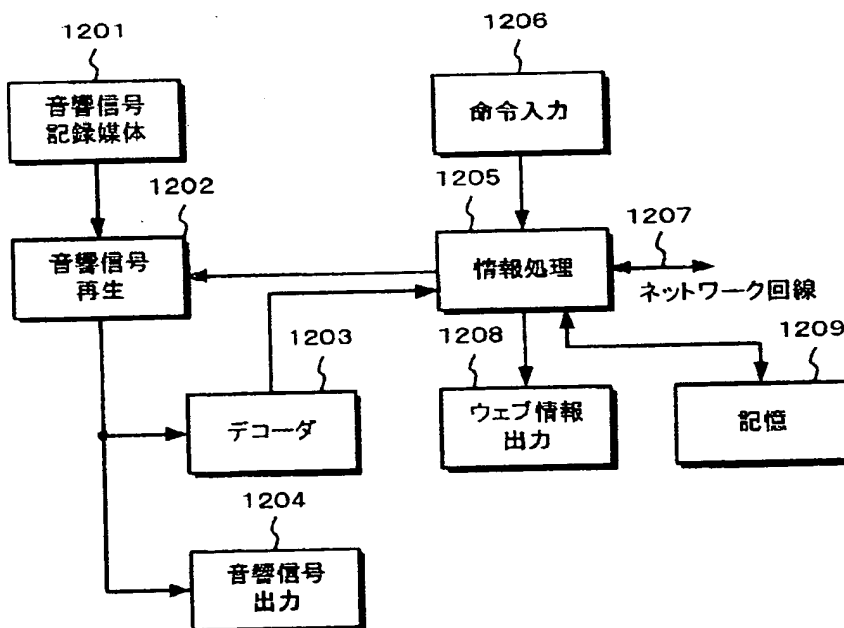 1201
音響信号
記録媒体
1206
命令入力
1202
音響信号
再生
1205
情報処理
1207
ネットワーク回線
1203
デコーダ
1208
ウェブ情報
出力
1209
記憶
1204
音響信号
出力